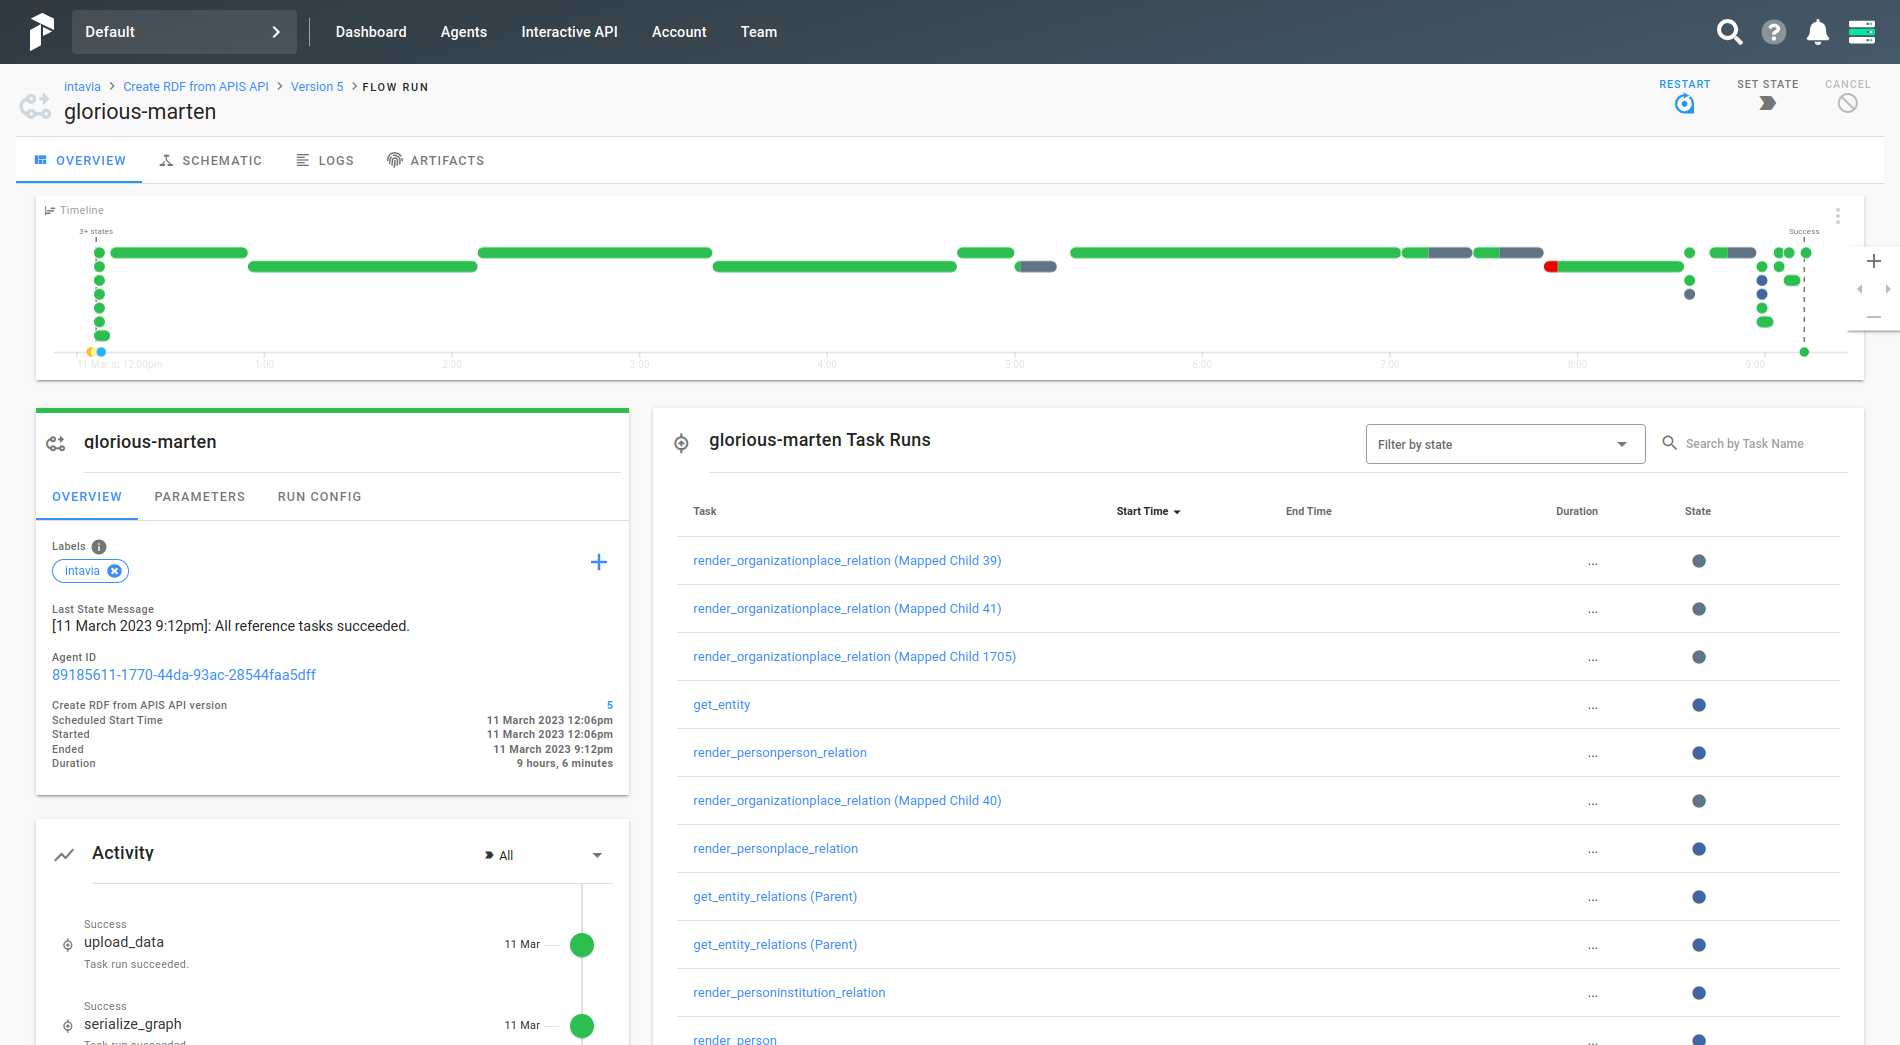 Default
Dashboard
Agents
Interactive API
Account
Team
intavia > Create RDF from APIS API > Version 5 > FLOW RUN
glorious-marten
RESTART
SET STATE
CANCEL
OVERVIEW
SCHEMATIC
LOGS
ARTIFACTS
Timeline
3+ states
Success
11 Mar at 12:00pm
1:00
2:00
3:00
4:00
5:00
6:00
7:00
8:00
9:00
glorious-marten
OVERVIEW
PARAMETERS
RUN CONFIG
Labels
intavia
Last State Message
[11 March 2023 9:12pm]: All reference tasks succeeded.
Agent ID
89185611-1770-44da-93ac-28544faa5dff
Create RDF from APIS API version 5
Scheduled Start Time 11 March 2023 12:06pm
Started 11 March 2023 12:06pm
Ended 11 March 2023 9:12pm
Duration 9 hours, 6 minutes
Activity
All
Success
upload_data
11 Mar
Task run succeeded.
Success
serialize_graph
11 Mar
Task run succeeded.
glorious-marten Task Runs
Filter by state
Search by Task Name
Task Start Time End Time Duration State
render_organizationplace_relation (Mapped Child 39) ...
render_organizationplace_relation (Mapped Child 41) ...
render_organizationplace_relation (Mapped Child 1705) ...
get_entity ...
render_personperson_relation ...
render_organizationplace_relation (Mapped Child 40) ...
render_personplace_relation ...
get_entity_relations (Parent) ...
get_entity_relations (Parent) ...
render_personinstitution_relation ...
render_person ...